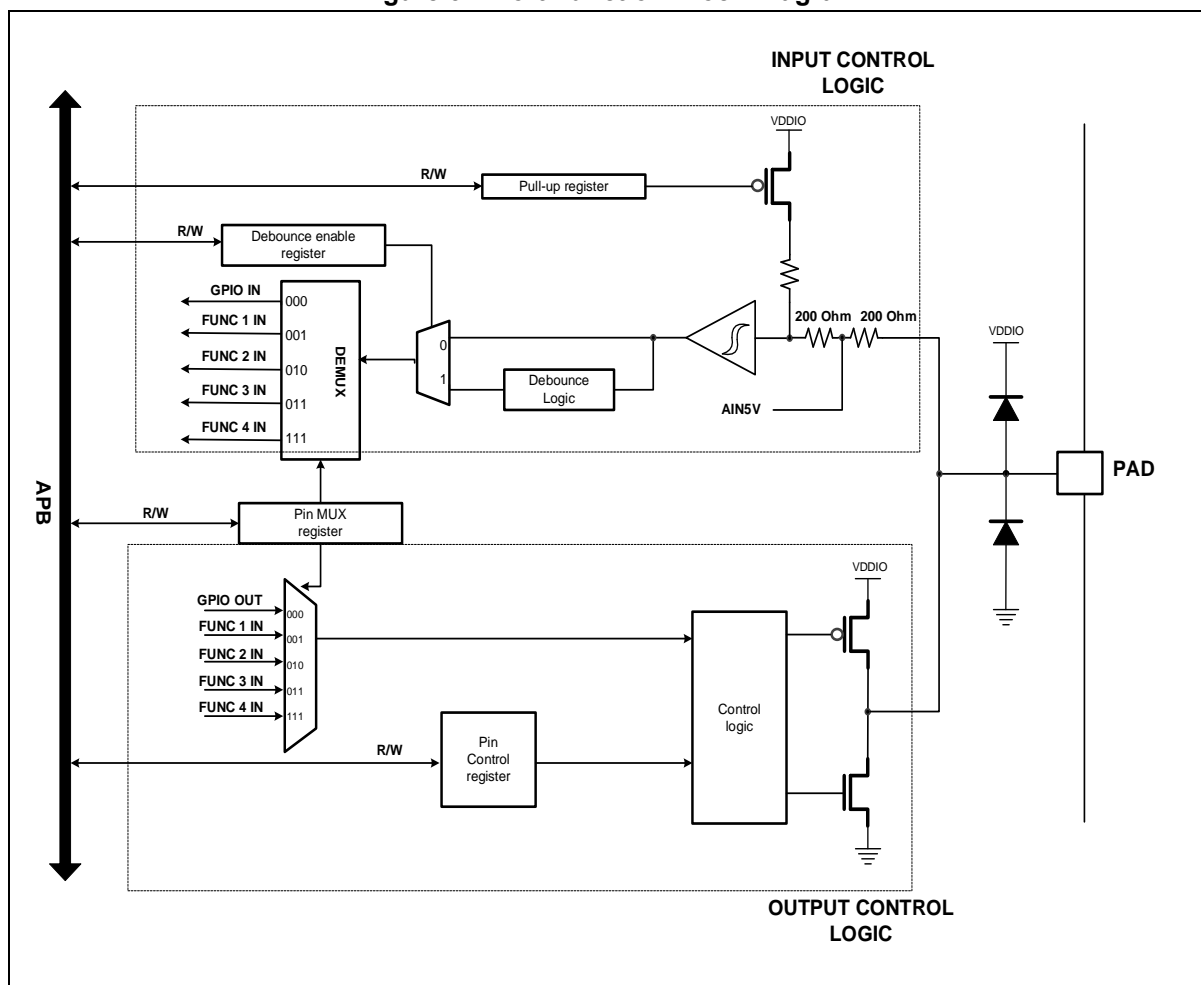 INPUT CONTROL
LOGIC
VDDIO
R/W
Pull-up register
R/W
Debounce enable
register
GPIO IN
000
FUNC 1 IN
001
FUNC 2 IN
010
FUNC 3 IN
011
FUNC 4 IN
111
DEMUX
0
1
Debounce
Logic
200 Ohm
200 Ohm
AIN5V
VDDIO
PAD
APB
R/W
Pin MUX
register
GPIO OUT
000
FUNC 1 IN
001
FUNC 2 IN
010
FUNC 3 IN
011
FUNC 4 IN
111
R/W
Pin
Control
register
Control
logic
VDDIO
OUTPUT CONTROL
LOGIC